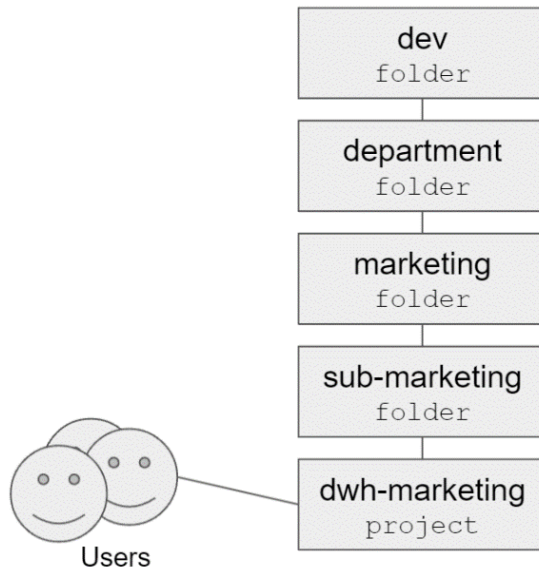 dev
folder
department
folder
marketing
folder
sub-marketing
folder
dwh-marketing
project
Users